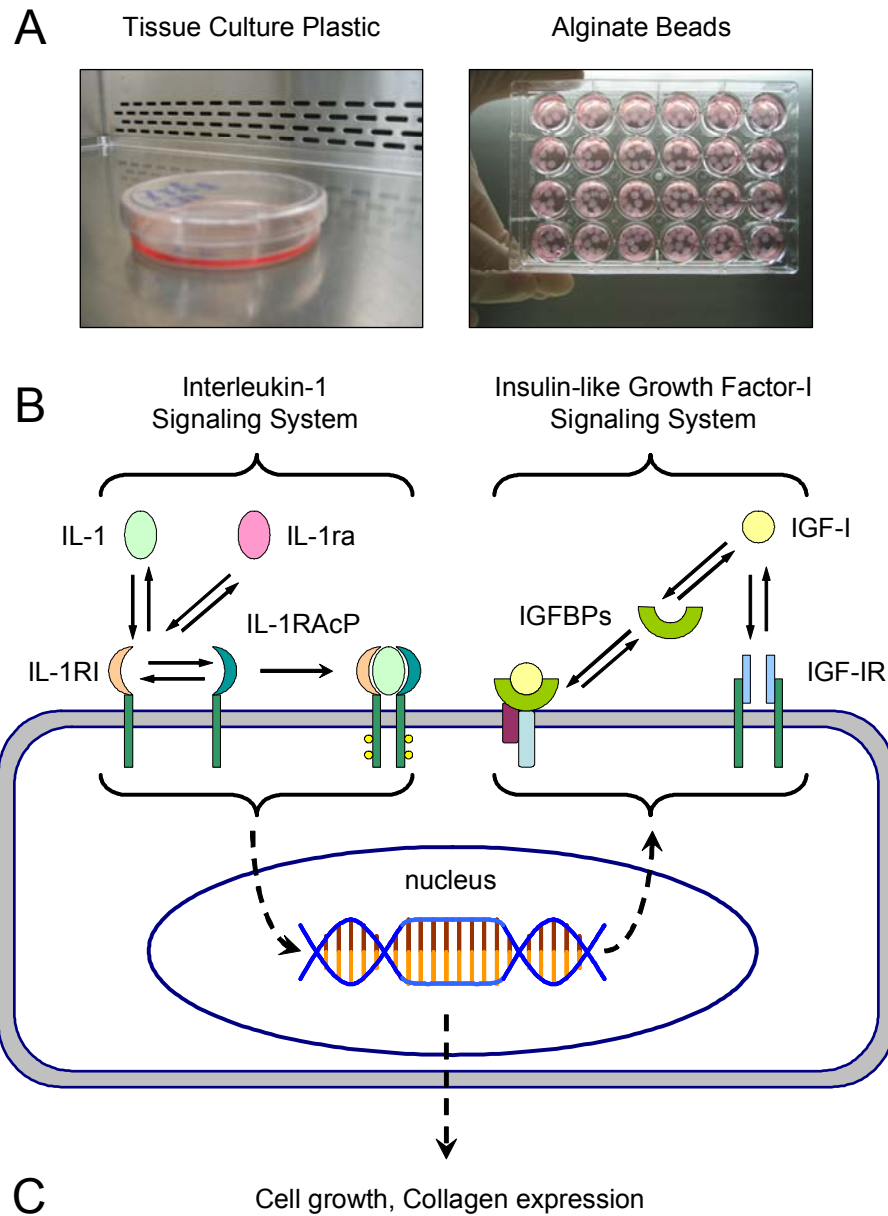 A
Tissue Culture Plastic
Alginate Beads
B
Interleukin-1
Signaling System
Insulin-like Growth Factor-I
Signaling System
IL-1
IL-1ra
IGF-I
IGFBPs
IL-1RAcP
IL-1RI
IGF-IR
nucleus
C
Cell growth, Collagen expression